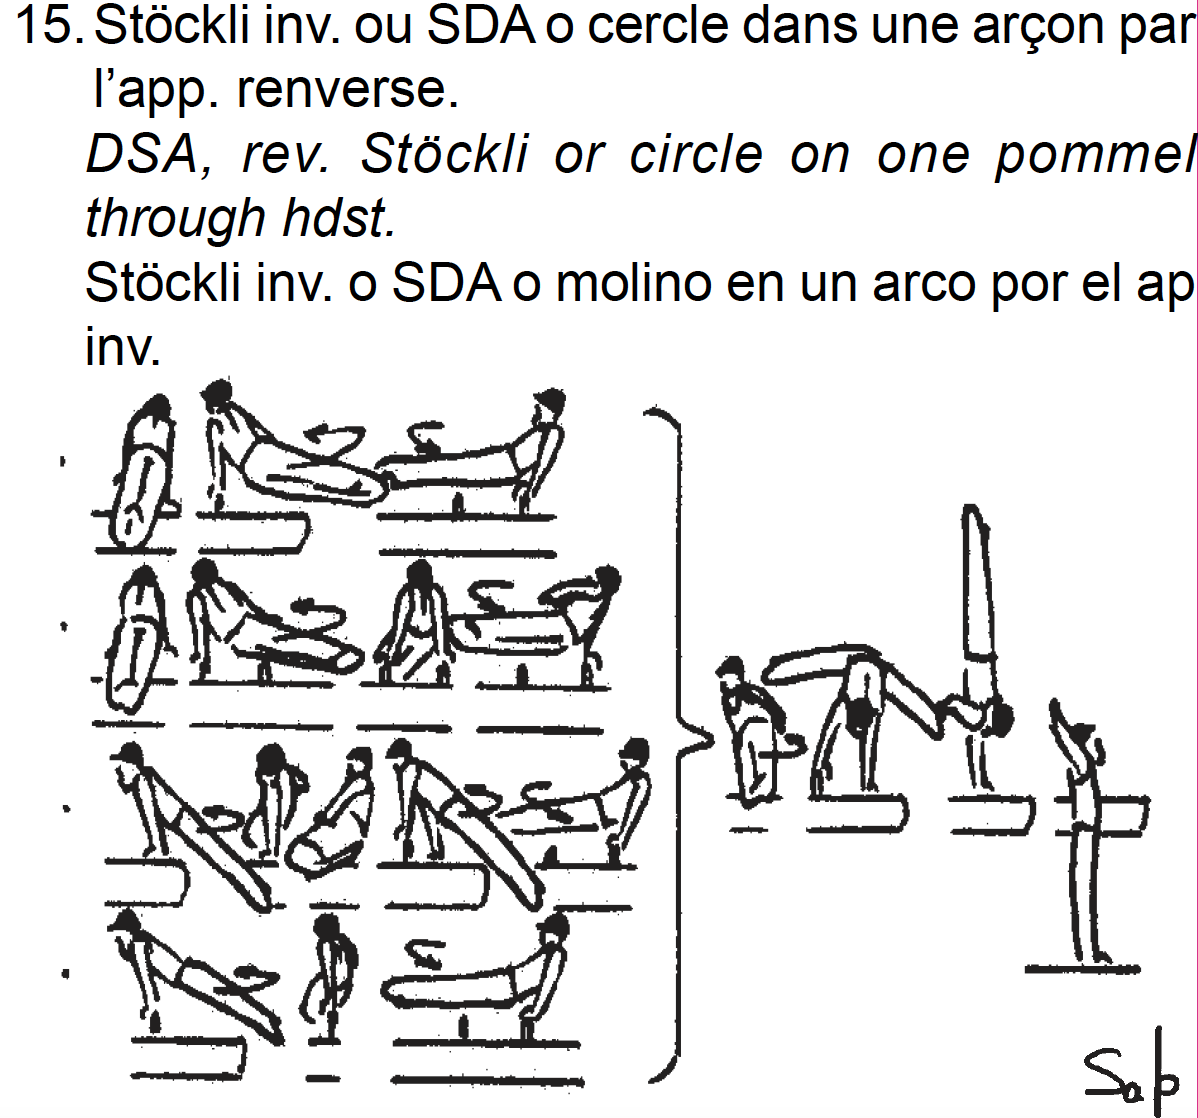 15. Stöckli inv. ou SDA o cercle dans une arçon par
l’app. renverse.
DSA, rev. Stöckli or circle on one pommel
through hdst.
Stöckli inv. o SDA o molino en un arco por el ap
inv.
Sab